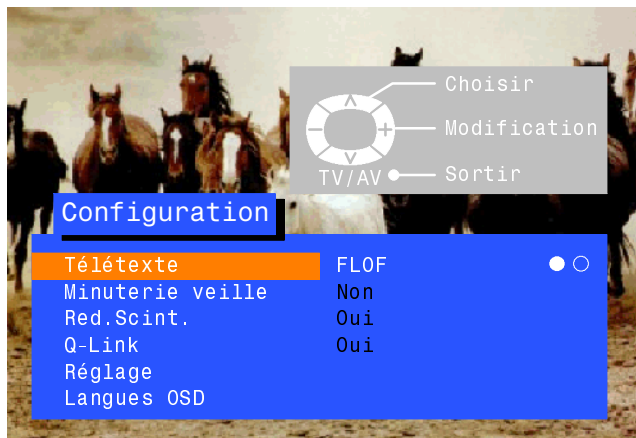 Choisir
Modification
TV/AV Sortir
Configuration
Télétexte FLOF
Minuterie veille Non
Red.Scint. Oui
Q-Link Oui
Réglage
Langues OSD